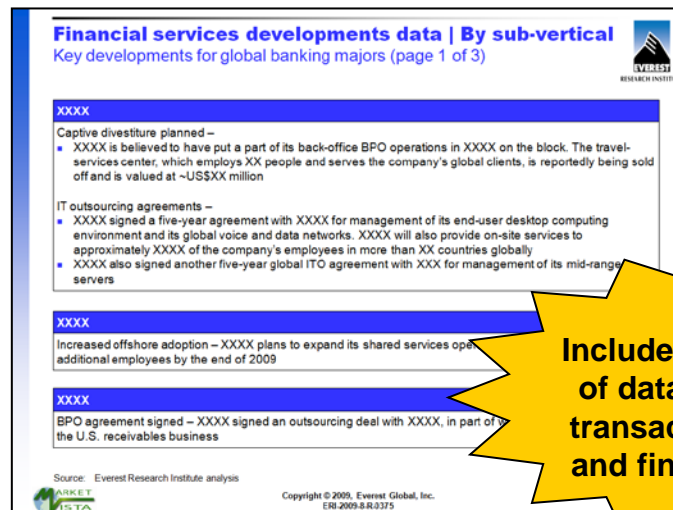 Financial services developments data | By sub-vertical
Key developments for global banking majors (page 1 of 3)
EVEREST
RESEARCH
XXXX
Captive divestiture planned –
▪ XXXX is believed to have put a part of its back-office BPO operations in XXXX on the block. The travel-
services center, which employs XX people and serves the company's global clients, is reportedly being sold
off and is valued at ~US$XX million
IT outsourcing agreements –
▪ XXXX signed a five-year agreement with XXXX for management of its end-user desktop computing
environment and its global voice and data networks. XXXX will also provide on-site services to
approximately XXXX of the company's employees in more than XX countries globally
▪ XXXX also signed another five-year global ITO agreement with XXX for management of its mid-range
servers
XXXX
Increased offshore adoption – XXXX plans to expand its shared services
additional employees by the end of 2009
XXXX
BPO agreement signed – XXXX signed an outsourcing deal with XXXX, in part of
the U.S. receivables business
Include
of data
and
Source: Everest Research Institute analysis
MARKET
VISTA
Copyright © 2009, Everest Global, Inc.
ERI-2009-8-R-0375